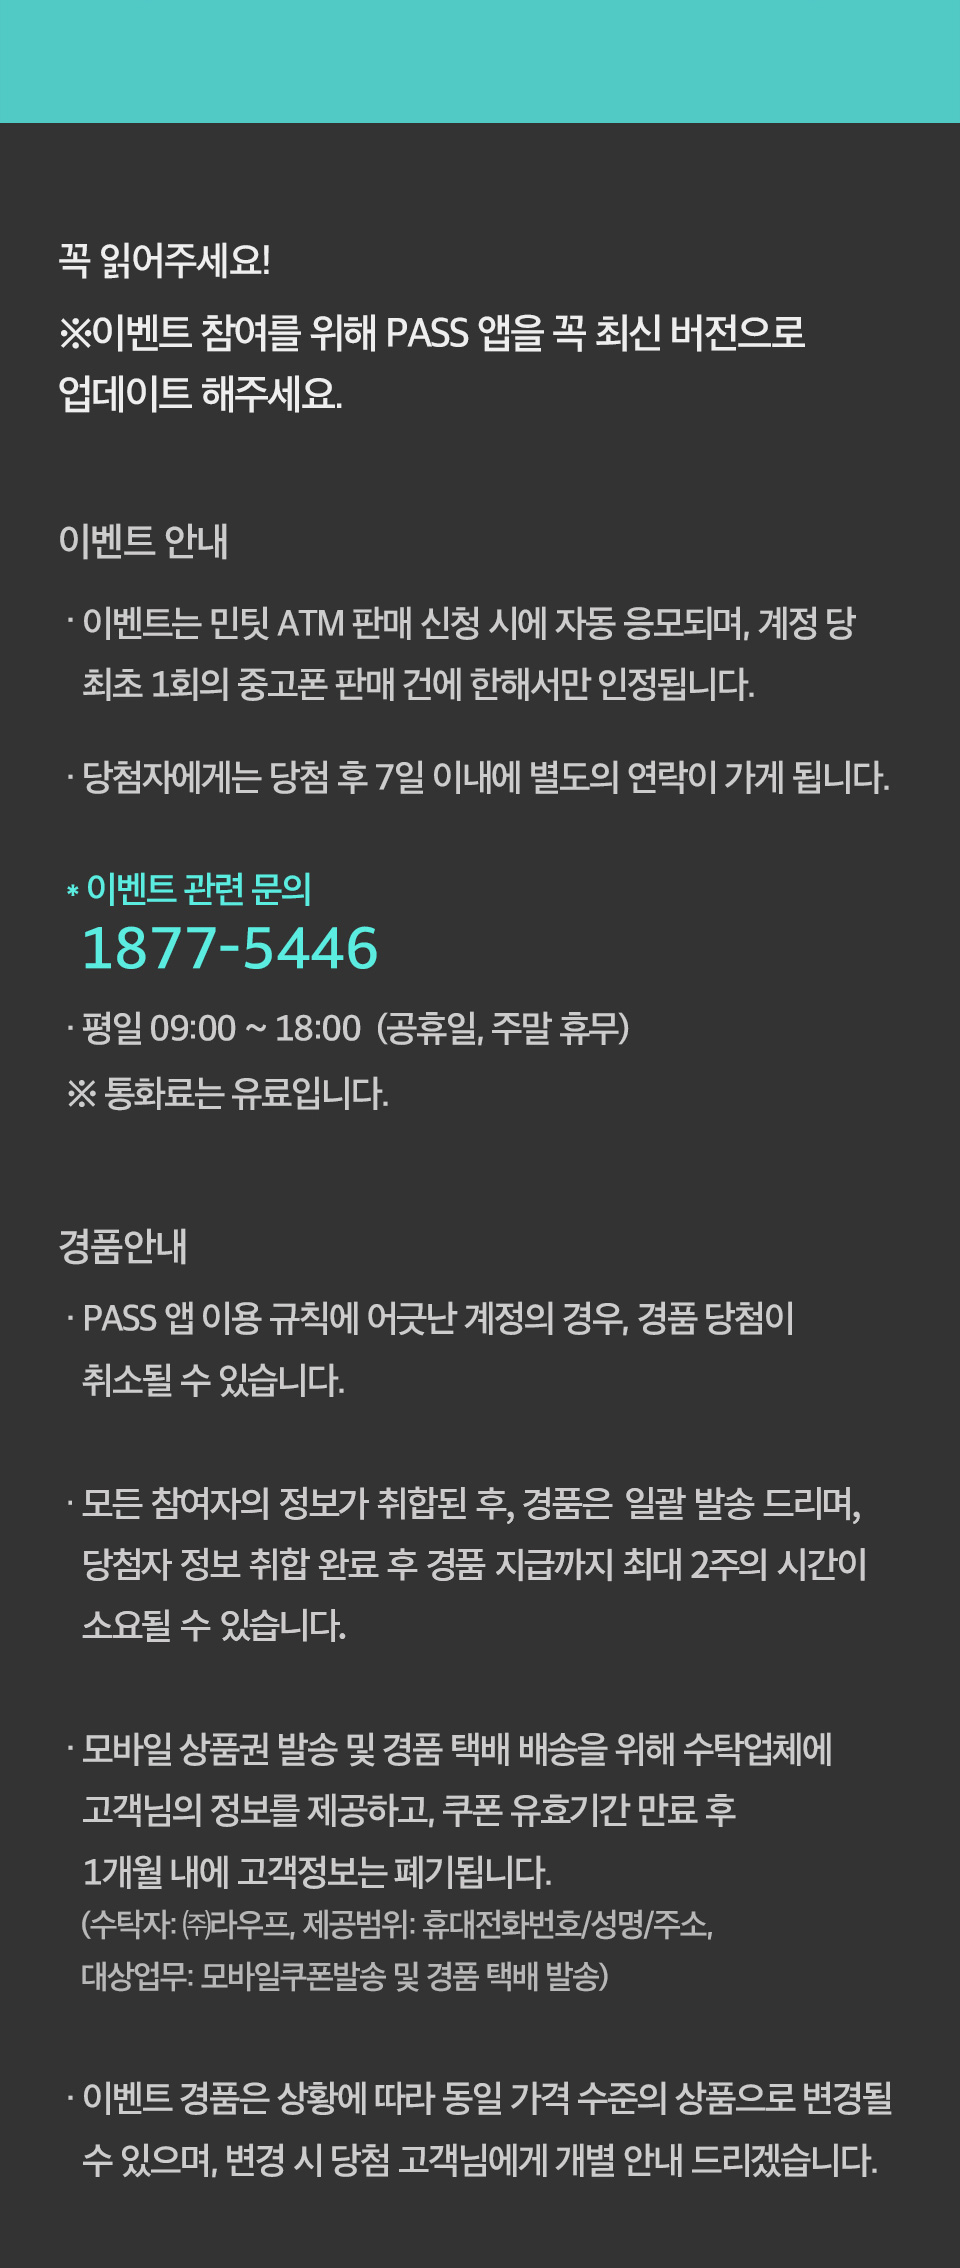 꼭 읽어주세요!
※이벤트 참여를 위해 PASS 앱을 꼭 최신 버전으로
업데이트 해주세요.
이벤트 안내
· 이벤트는 민팃 ATM 판매 신청 시에 자동 응모되며, 계정 당
최초 1회의 중고폰 판매 건에 한해서만 인정됩니다.
· 당첨자에게는 당첨 후 7일 이내에 별도의 연락이 가게 됩니다.
* 이벤트 관련 문의
1877-5446
· 평일 09:00 ~ 18:00 (공휴일, 주말 휴무)
※ 통화료는 유료입니다.
경품안내
· PASS 앱 이용 규칙에 어긋난 계정의 경우, 경품 당첨이
취소될 수 있습니다.
· 모든 참여자의 정보가 취합된 후, 경품은 일괄 발송 드리며,
당첨자 정보 취합 완료 후 경품 지급까지 최대 2주의 시간이
소요될 수 있습니다.
· 모바일 상품권 발송 및 경품 택배 배송을 위해 수탁업체에
고객님의 정보를 제공하고, 쿠폰 유효기간 만료 후
1개월 내에 고객정보는 폐기됩니다.
(수탁자: ㈜라우프, 제공범위: 휴대전화번호/성명/주소,
대상업무: 모바일쿠폰발송 및 경품 택배 발송)
· 이벤트 경품은 상황에 따라 동일 가격 수준의 상품으로 변경될
수 있으며, 변경 시 당첨 고객님에게 개별 안내 드리겠습니다.